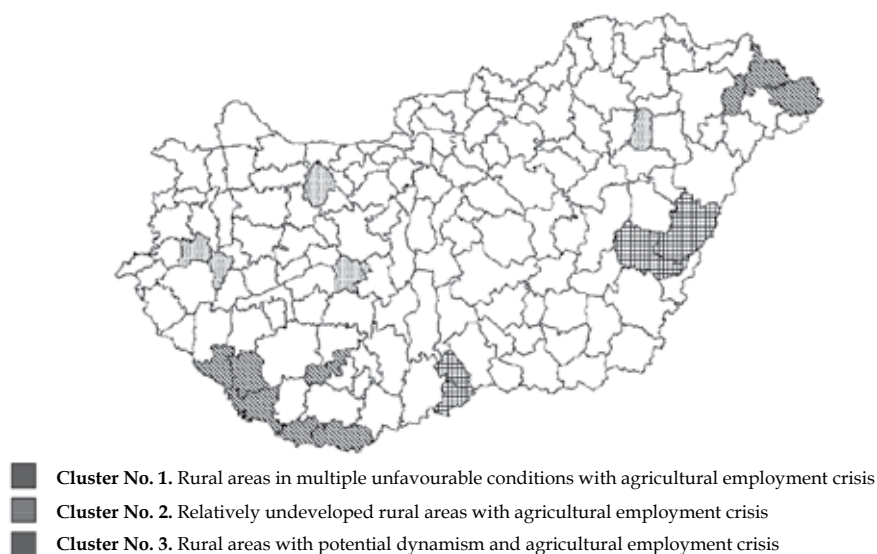 Cluster No. 1. Rural areas in multiple unfavourable conditions with agricultural employment crisis
Cluster No. 2. Relatively undeveloped rural areas with agricultural employment crisis
Cluster No. 3. Rural areas with potential dynamism and agricultural employment crisis